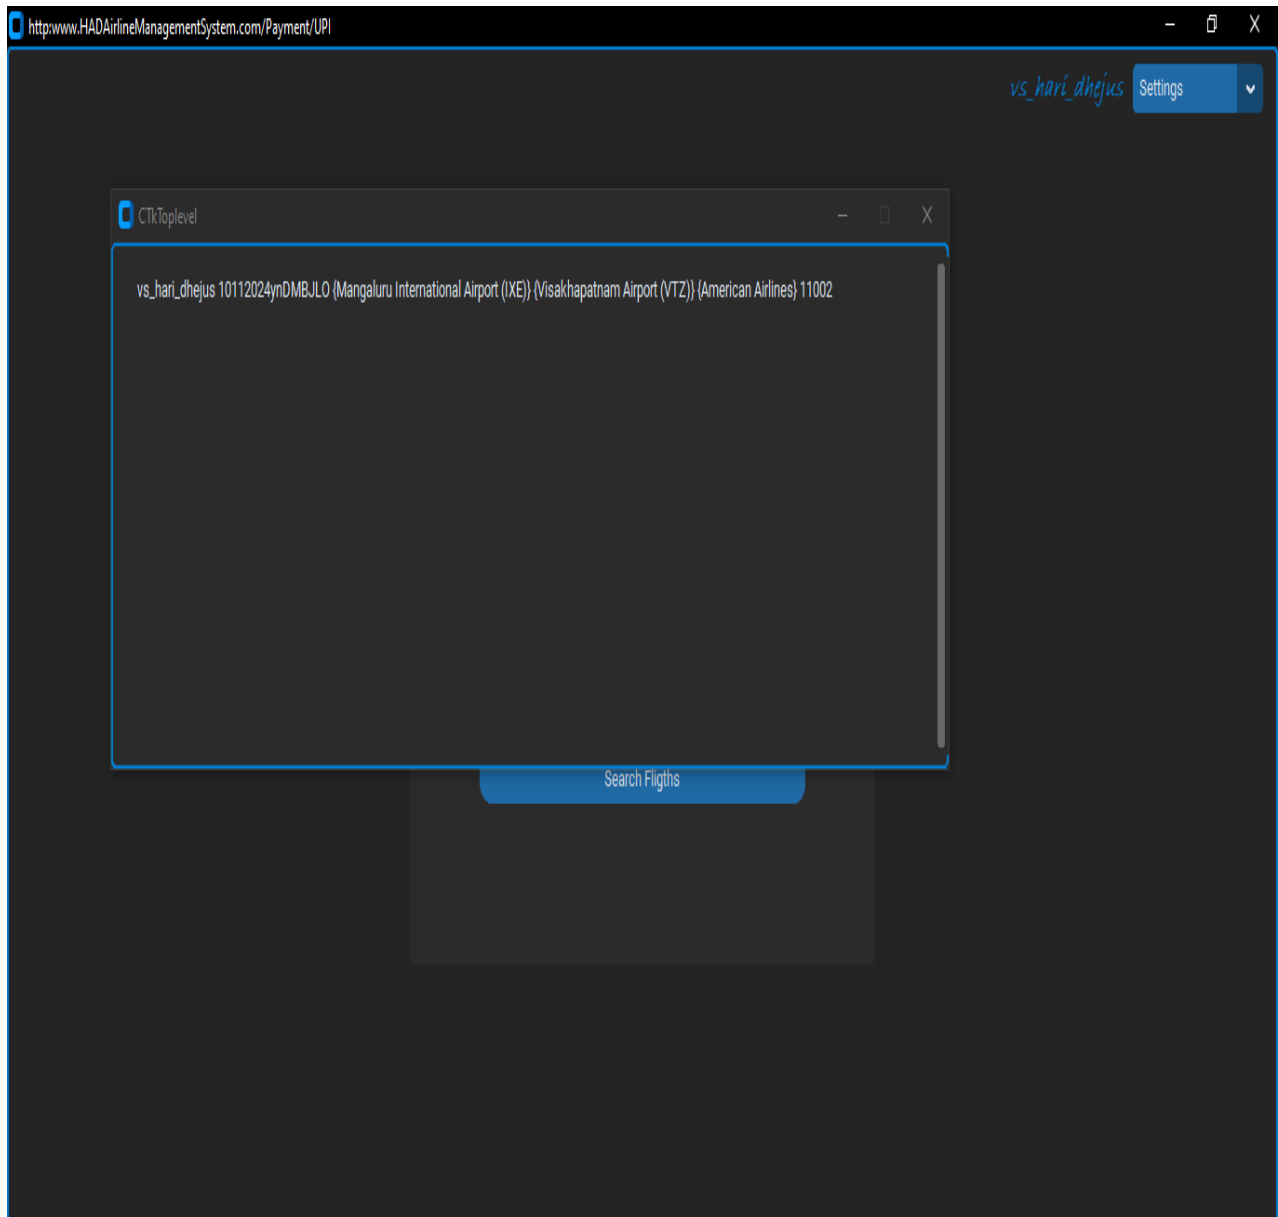 http:www.HADAirlineManagementSystem.com/Payment/UPI
vs_hari_dhejus Settings
CTkToplevel
vs_hari_dhejus 10112024ynDMBJLO {Mangaluru International Airport (IXE)} {Visakhapatnam Airport (VTZ)} {American Airlines} 11002
Search Fligths